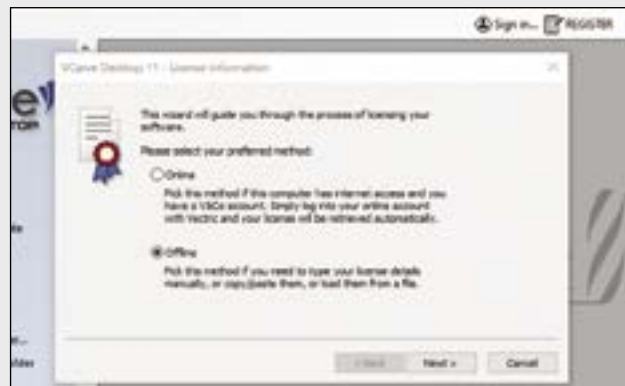 Sign in... REGISTER
VCarve Desktop 11 - License Information
This wizard will guide you through the process of licensing your
software.
Please select your preferred method:
Online
Pick this method if this computer has internet access and you
have a V&Co account. Simply log into your online account
with Vectric and your license will be retrieved automatically.
Offline
Pick this method if you need to type your license details
manually, or copy/paste them, or load them from a file.
< Back Next > Cancel